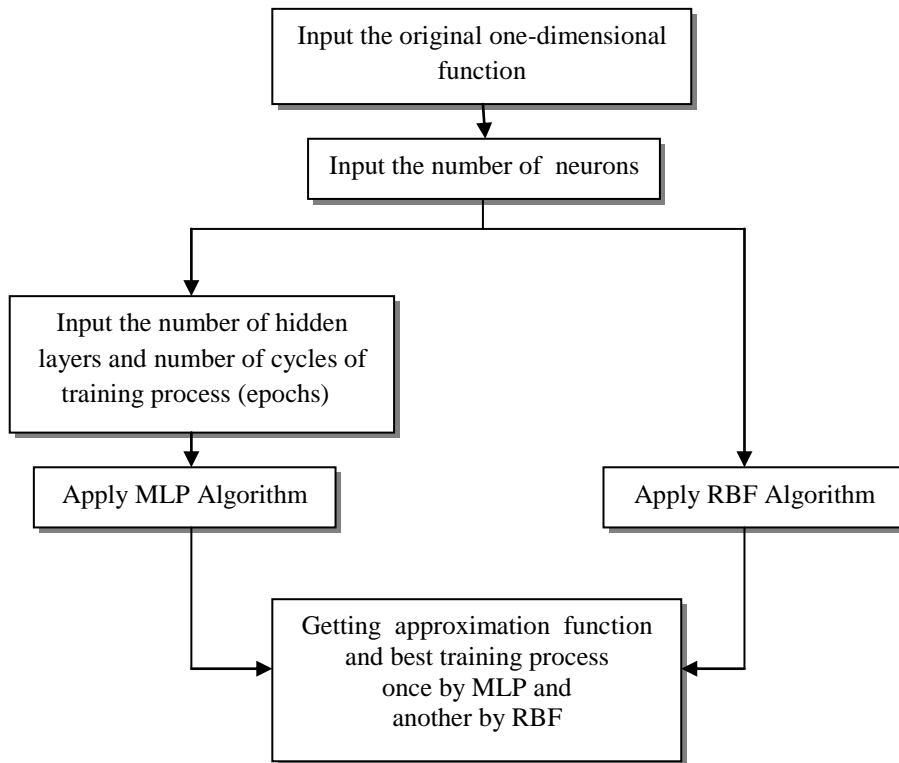 Input the original one-dimensional
function
Input the number of neurons
Input the number of hidden
layers and number of cycles of
training process (epochs)
Apply MLP Algorithm
Apply RBF Algorithm
Getting approximation function
and best training process
once by MLP and
another by RBF